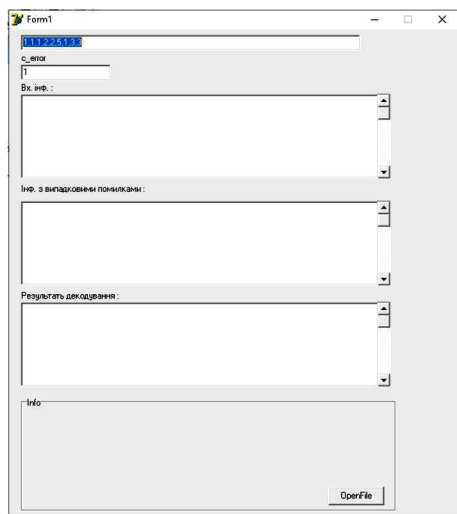 Form1
1,1,1,2,2,5,1,3,3
c_error
1
Вх. інф. :
Інф. з випадковими помилками :
Результать декодування :
Info
OpenFile